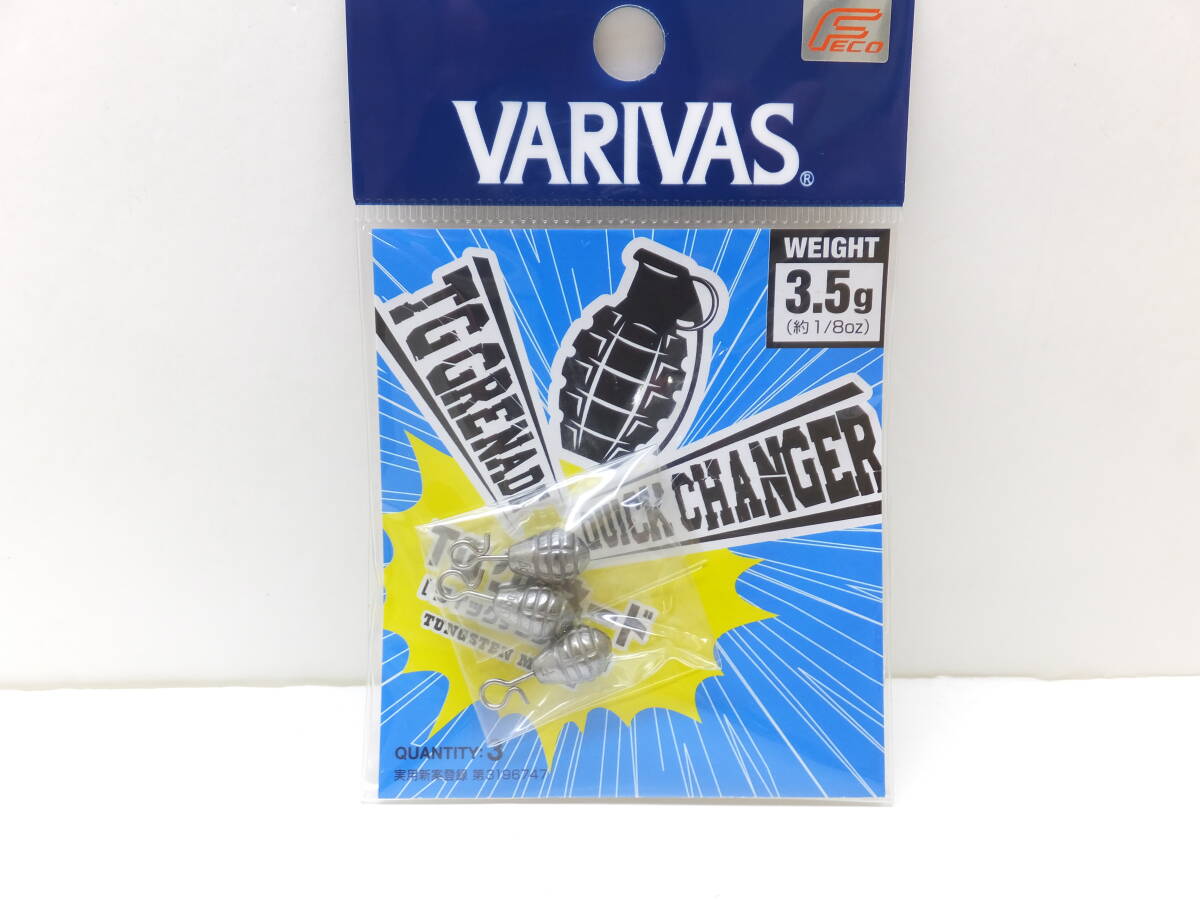 FECO
VARIVAS®
WEIGHT
3.5g
(約1/8oz)
TG GRENAD
QUICK CHANGER
TUNGSTEN M
QUANTITY: 3
実用新案登録 第3196747